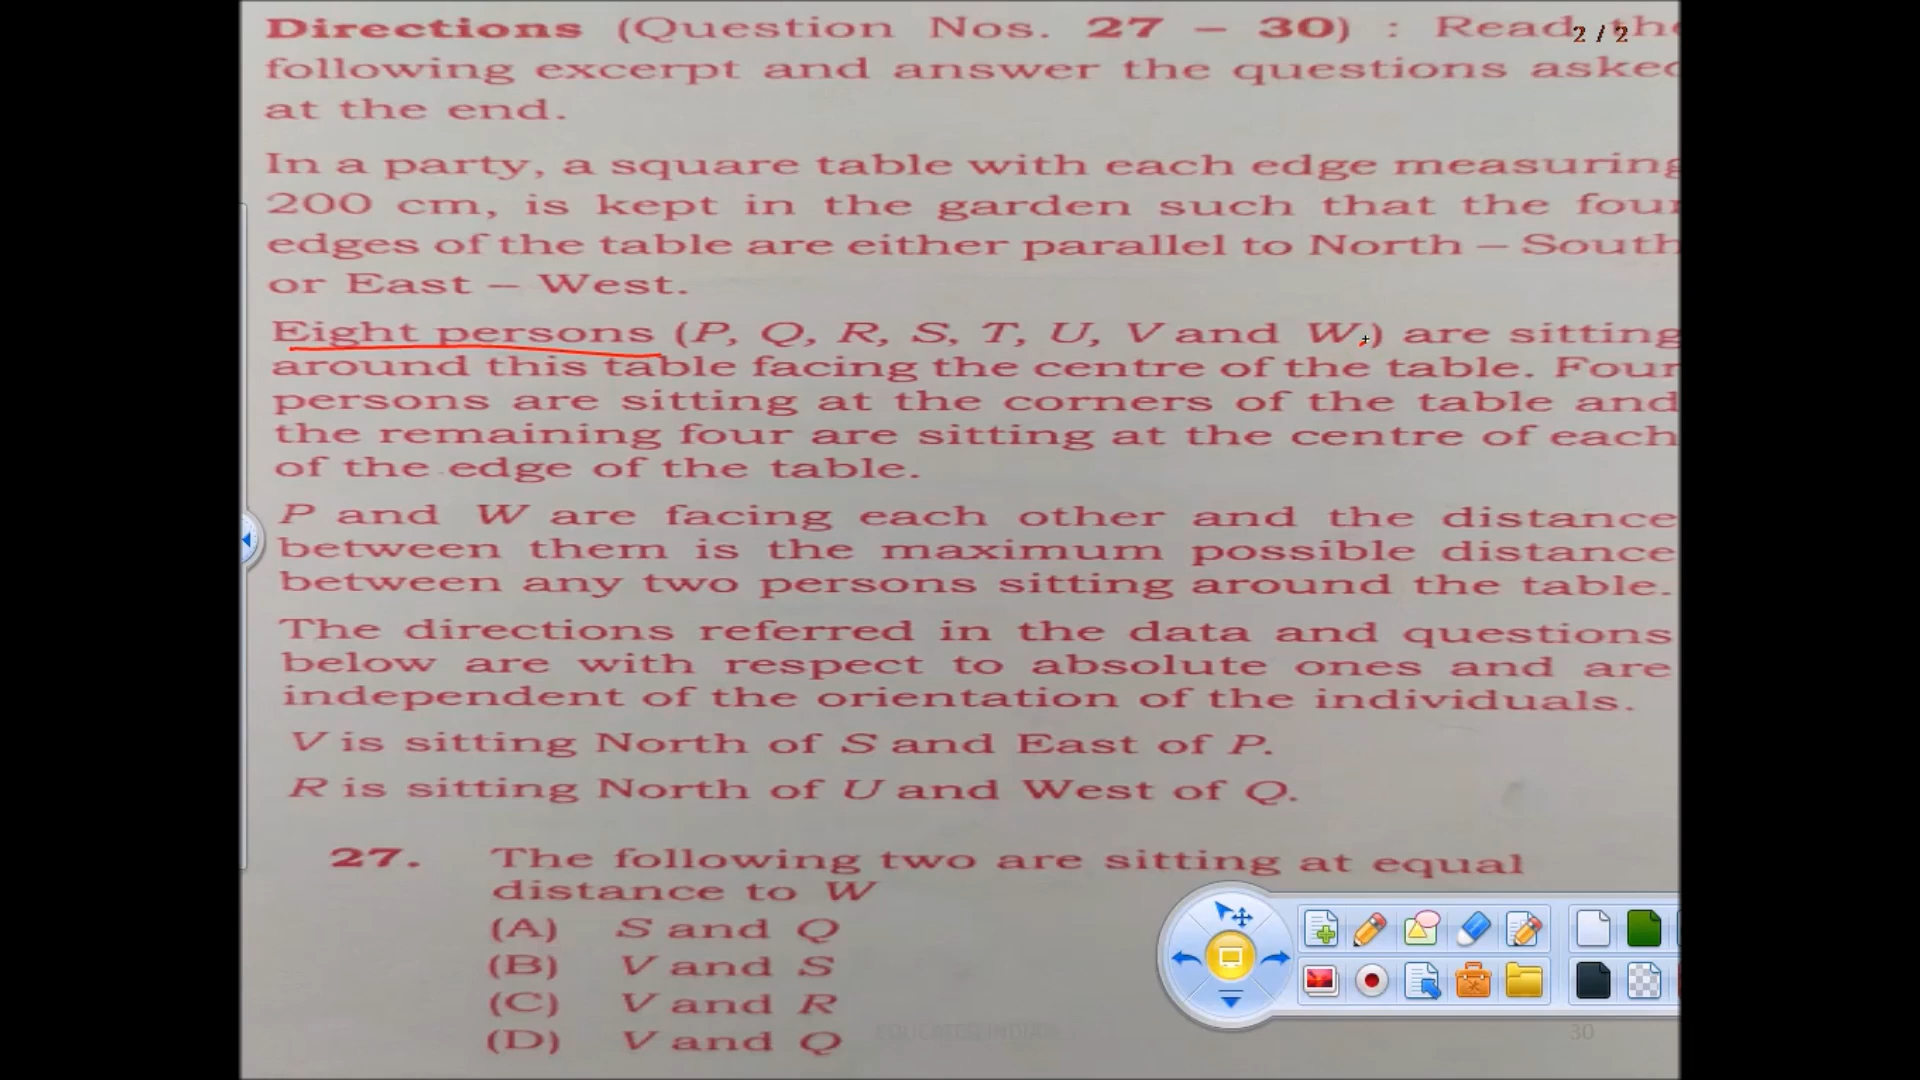 Directions (Question Nos. 27 – 30) : Read the
2 / 2
following excerpt and answer the questions asked
at the end.
In a party, a square table with each edge measuring
200 cm, is kept in the garden such that the four
edges of the table are either parallel to North – South
or East – West.
Eight persons (P, Q, R, S, T, U, V and W,) are sitting
around this table facing the centre of the table. Four
persons are sitting at the corners of the table and
the remaining four are sitting at the centre of each
of the edge of the table.
P and W are facing each other and the distance
between them is the maximum possible distance
between any two persons sitting around the table.
The directions referred in the data and questions
below are with respect to absolute ones and are
independent of the orientation of the individuals.
V is sitting North of S and East of P.
R is sitting North of U and West of Q.
27. The following two are sitting at equal
distance to W
(A) S and Q
(B) V and S
(C) V and R
(D) V and Q
30